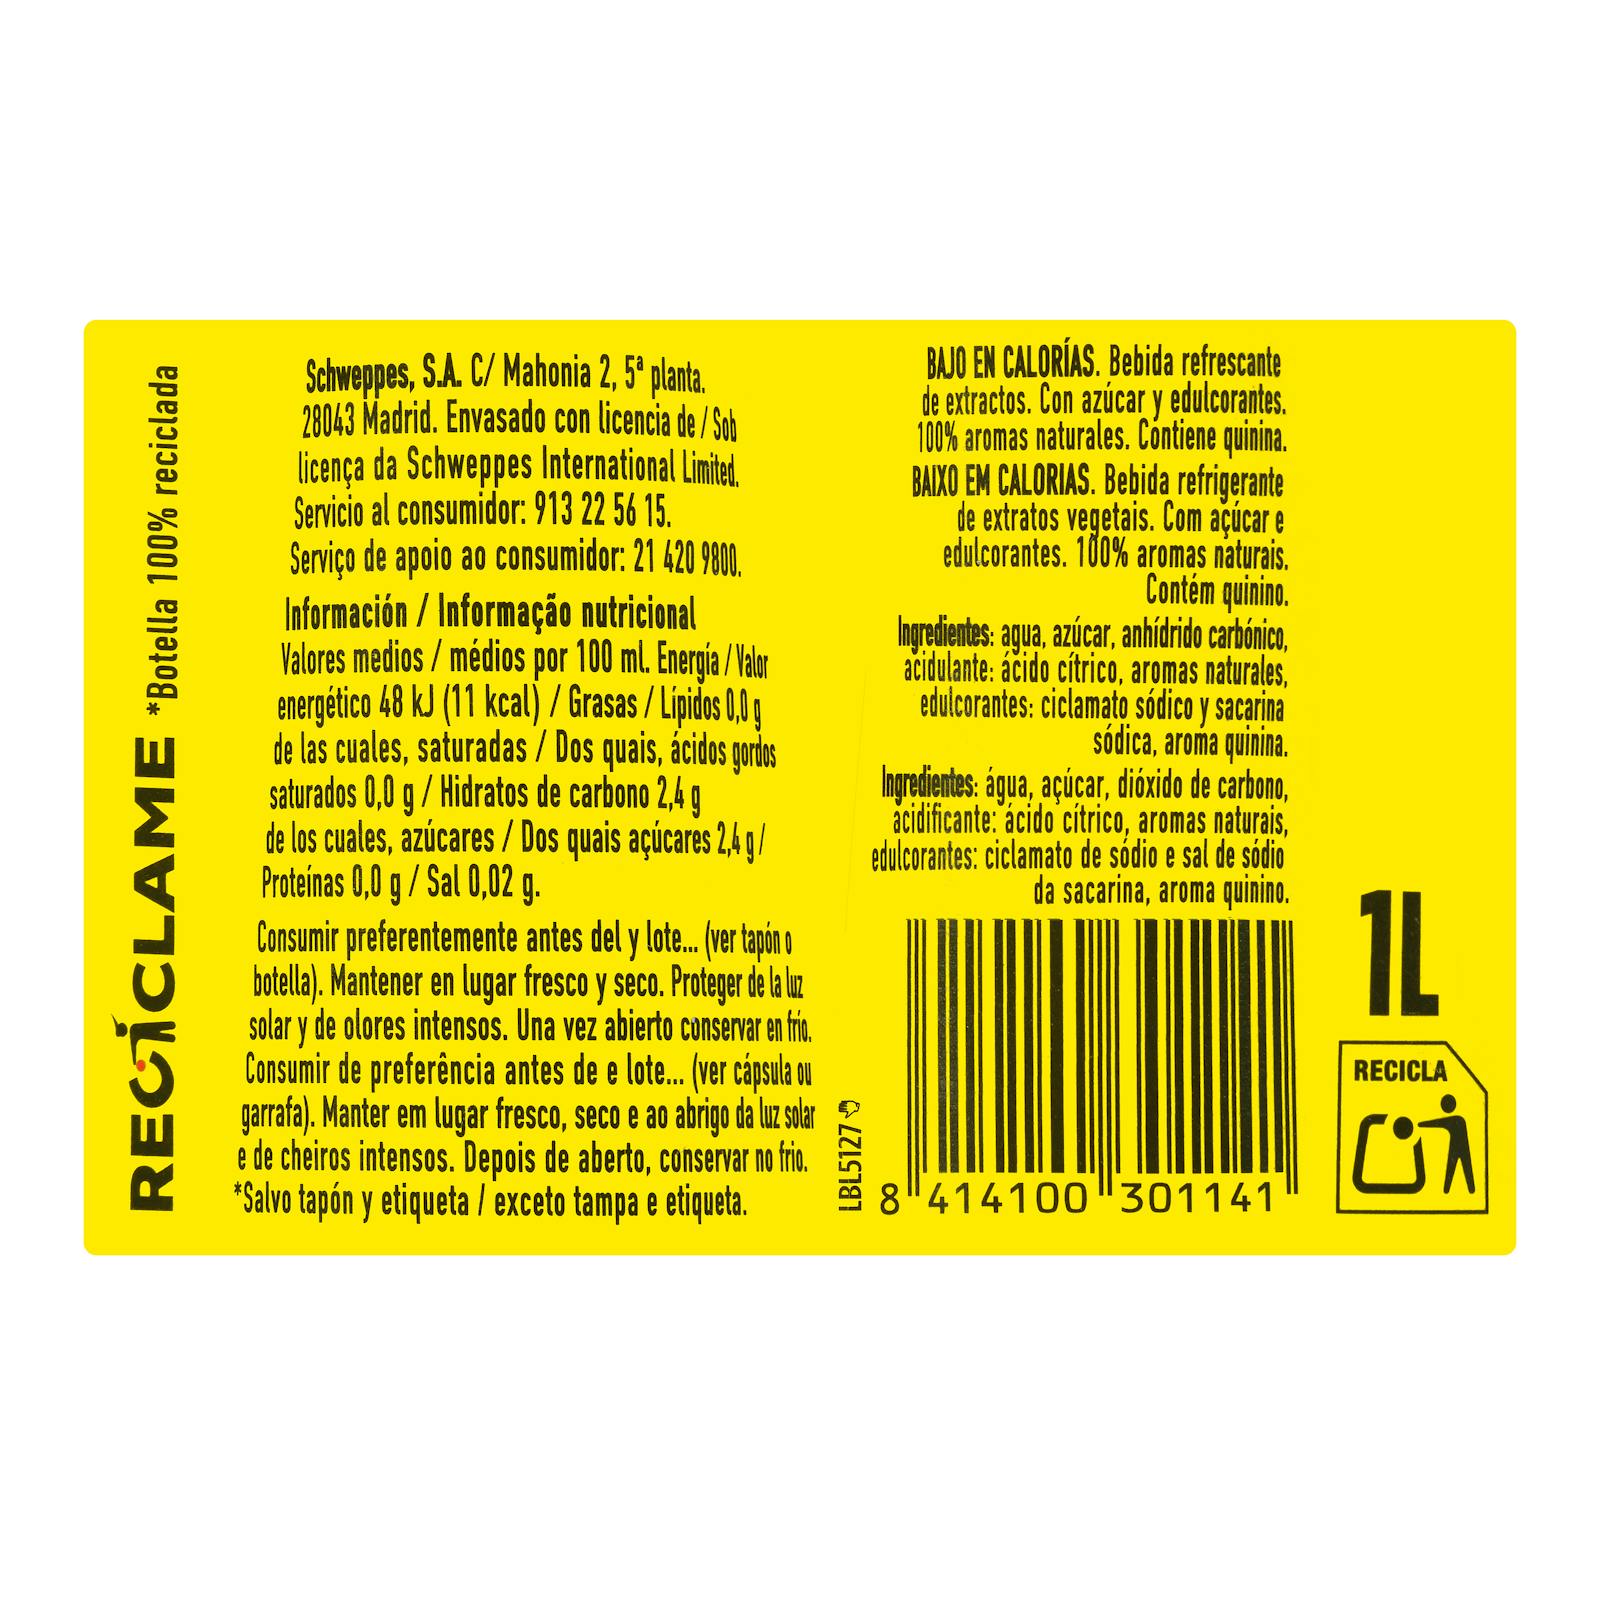 RECICLAME *Botella 100% reciclada
Schweppes, S.A. C/ Mahonia 2, 5ª planta.
28043 Madrid. Envasado con licencia de / Sob
licença da Schweppes International Limited.
Servicio al consumidor: 913 22 56 15.
Serviço de apoio ao consumidor: 21 420 9800.
Información / Informação nutricional
Valores medios / médios por 100 ml. Energía / Valor
energético 48 kJ (11 kcal) / Grasas / Lípidos 0,0 g
de las cuales, saturadas / Dos quais, ácidos gordos
saturados 0,0 g / Hidratos de carbono 2,4 g
de los cuales, azúcares / Dos quais açúcares 2,4 g /
Proteínas 0,0 g / Sal 0,02 g.
Consumir preferentemente antes del y lote... (ver tapón o
botella). Mantener en lugar fresco y seco. Proteger de la luz
solar y de olores intensos. Una vez abierto conservar en frío.
Consumir de preferência antes de e lote... (ver cápsula ou
garrafa). Manter em lugar fresco, seco e ao abrigo da luz solar
e de cheiros intensos. Depois de aberto, conservar no frio.
*Salvo tapón y etiqueta / exceto tampa e etiqueta.
LBL5127
BAJO EN CALORÍAS. Bebida refrescante
de extractos. Con azúcar y edulcorantes.
100% aromas naturales. Contiene quinina.
BAIXO EM CALORIAS. Bebida refrigerante
de extratos vegetais. Com açúcar e
edulcorantes. 100% aromas naturais.
Contém quinino.
Ingredientes: agua, azúcar, anhídrido carbónico,
acidulante: ácido cítrico, aromas naturales,
edulcorantes: ciclamato sódico y sacarina
sódica, aroma quinina.
Ingredientes: água, açúcar, dióxido de carbono,
acidificante: ácido cítrico, aromas naturais,
edulcorantes: ciclamato de sódio e sal de sódio
da sacarina, aroma quinino.
8 414100 301141
1L
RECICLA